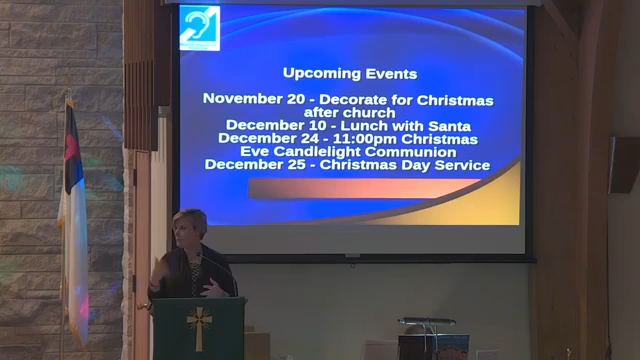 Upcoming Events
November 20 - Decorate for Christmas
after church
December 10 - Lunch with Santa
December 24 - 11:00pm Christmas
Eve Candlelight Communion
December 25 - Christmas Day Service